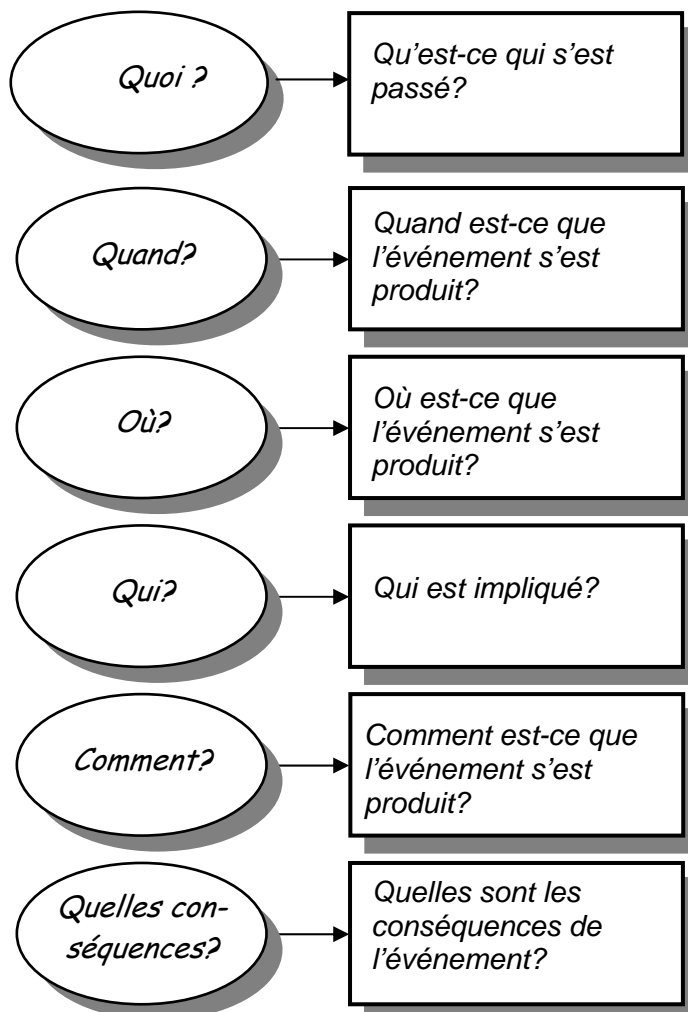 Quoi ?
Qu’est-ce qui s’est
passé?
Quand?
Quand est-ce que
l’événement s’est
produit?
Où?
Où est-ce que
l’événement s’est
produit?
Qui?
Qui est impliqué?
Comment?
Comment est-ce que
l’événement s’est
produit?
Quelles con-
séquences?
Quelles sont les
conséquences de
l’événement?